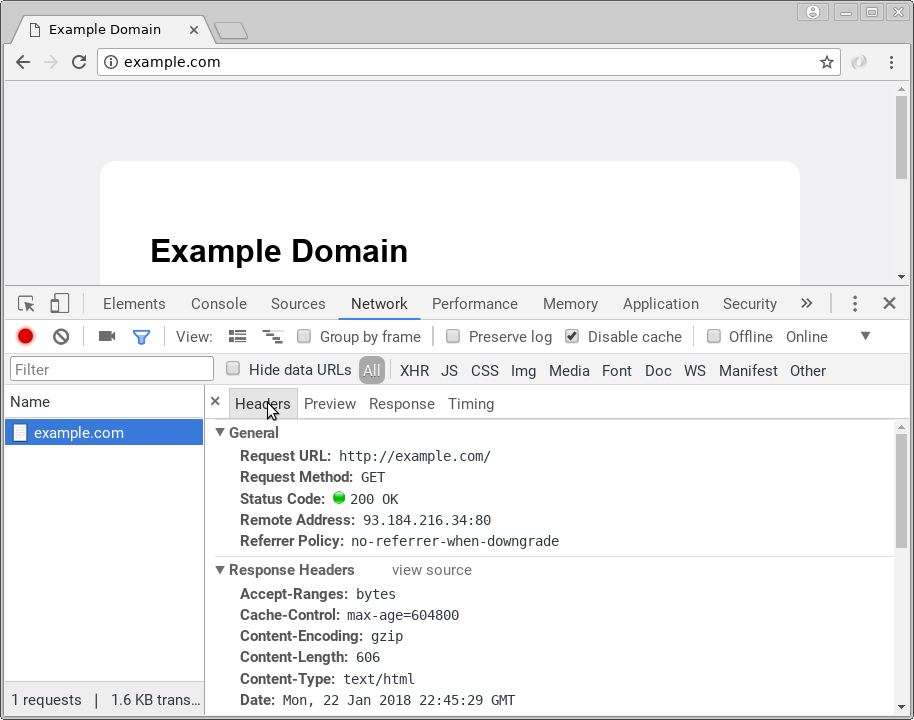 Example Domain
example.com
Example Domain
Elements Console Sources Network Performance Memory Application Security
View: Group by frame Preserve log Disable cache Offline Online
Filter Hide data URLs All XHR JS CSS Img Media Font Doc WS Manifest Other
Name
example.com
1 requests | 1.6 KB trans…
Headers Preview Response Timing
General
Request URL: http://example.com/
Request Method: GET
Status Code: 200 OK
Remote Address: 93.184.216.34:80
Referrer Policy: no-referrer-when-downgrade
Response Headers view source
Accept-Ranges: bytes
Cache-Control: max-age=604800
Content-Encoding: gzip
Content-Length: 606
Content-Type: text/html
Date: Mon, 22 Jan 2018 22:45:29 GMT